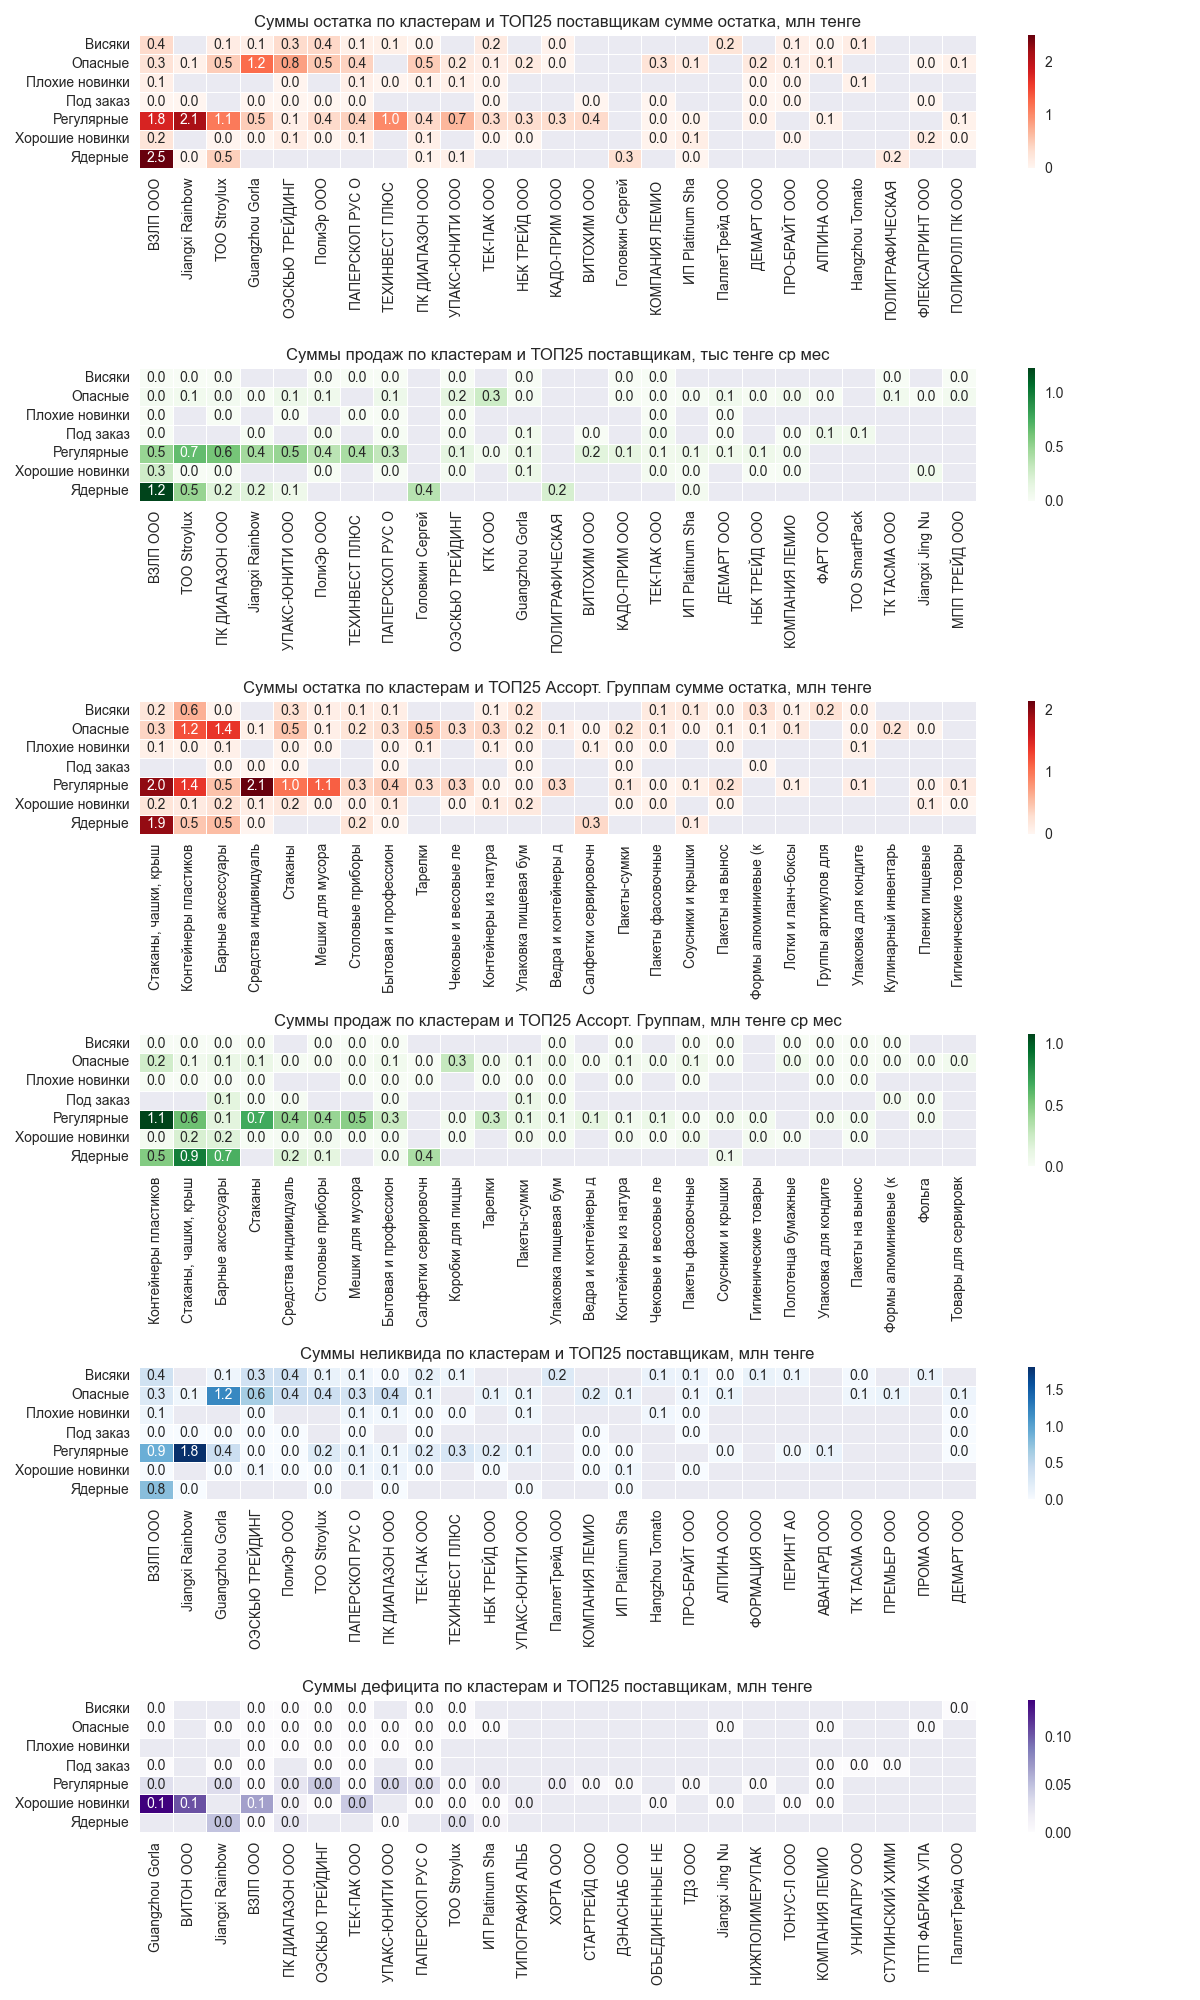 Суммы остатка по кластерам и ТОП25 поставщикам сумме остатка, млн тенге
Висяки 0.4 0.1 0.1 0.3 0.4 0.1 0.1 0.0 0.2 0.0 0.2 0.1 0.0 0.1
Опасные 0.3 0.1 0.5 1.2 0.8 0.5 0.4 0.5 0.2 0.1 0.2 0.0 0.3 0.1 0.2 0.1 0.1 0.0 0.1
Плохие новинки 0.1 0.0 0.1 0.0 0.1 0.1 0.0 0.0 0.0 0.1
Под заказ 0.0 0.0 0.0 0.0 0.0 0.0 0.0 0.0 0.0 0.0 0.0 0.0
Регулярные 1.8 2.1 1.1 0.5 0.1 0.4 0.4 1.0 0.4 0.7 0.3 0.3 0.3 0.4 0.0 0.0 0.0 0.1 0.1
Хорошие новинки 0.2 0.0 0.0 0.1 0.0 0.1 0.1 0.0 0.0 0.0 0.1 0.0 0.2 0.0
Ядерные 2.5 0.0 0.5 0.1 0.1 0.3 0.0 0.2
2
1
0
ВЗЛП ООО
Jiangxi Rainbow
ТОО Stroylux
Guangzhou Gorla
ОЭСКЬЮ ТРЕЙДИНГ
ПолиЭр ООО
ПАПЕРСКОП РУС О
ТЕХИНВЕСТ ПЛЮС
ПК ДИАПАЗОН ООО
УПАКС-ЮНИТИ ООО
ТЕК-ПАК ООО
НБК ТРЕЙД ООО
КАДО-ПРИМ ООО
ВИТОХИМ ООО
Головкин Сергей
КОМПАНИЯ ЛЕМИО
ИП Platinum Sha
ПаллетТрейд ООО
ДЕМАРТ ООО
ПРО-БРАЙТ ООО
АЛПИНА ООО
Hangzhou Tomato
ПОЛИГРАФИЧЕСКАЯ
ФЛЕКСАПРИНТ ООО
ПОЛИРОЛЛ ПК ООО
Суммы продаж по кластерам и ТОП25 поставщикам, тыс тенге ср мес
Висяки 0.0 0.0 0.0 0.0 0.0 0.0 0.0 0.0 0.0 0.0 0.0 0.0
Опасные 0.0 0.1 0.0 0.0 0.1 0.1 0.1 0.2 0.3 0.0 0.0 0.0 0.0 0.1 0.0 0.0 0.0 0.1 0.0 0.0
Плохие новинки 0.0 0.0 0.0 0.0 0.0 0.0 0.0 0.0
Под заказ 0.0 0.0 0.0 0.0 0.0 0.1 0.0 0.0 0.0 0.0 0.1 0.1
Регулярные 0.5 0.7 0.6 0.4 0.5 0.4 0.4 0.3 0.1 0.0 0.1 0.2 0.1 0.1 0.1 0.1 0.1 0.0
Хорошие новинки 0.3 0.0 0.0 0.0 0.0 0.0 0.1 0.0 0.0 0.0 0.0 0.0
Ядерные 1.2 0.5 0.2 0.2 0.1 0.4 0.2 0.0
1.0
0.5
0.0
ВЗЛП ООО
ТОО Stroylux
ПК ДИАПАЗОН ООО
Jiangxi Rainbow
УПАКС-ЮНИТИ ООО
ПолиЭр ООО
ТЕХИНВЕСТ ПЛЮС
ПАПЕРСКОП РУС О
Головкин Сергей
ОЭСКЬЮ ТРЕЙДИНГ
КТК ООО
Guangzhou Gorla
ПОЛИГРАФИЧЕСКАЯ
ВИТОХИМ ООО
КАДО-ПРИМ ООО
ТЕК-ПАК ООО
ИП Platinum Sha
ДЕМАРТ ООО
НБК ТРЕЙД ООО
КОМПАНИЯ ЛЕМИО
ФАРТ ООО
ТОО SmartPack
ТК ТАСМА ООО
Jiangxi Jing Nu
МПП ТРЕЙД ООО
Суммы остатка по кластерам и ТОП25 Ассорт. Группам сумме остатка, млн тенге
Висяки 0.2 0.6 0.0 0.3 0.1 0.1 0.1 0.1 0.2 0.1 0.1 0.0 0.3 0.1 0.2 0.0
Опасные 0.3 1.2 1.4 0.1 0.5 0.1 0.2 0.3 0.5 0.3 0.3 0.2 0.1 0.0 0.2 0.1 0.0 0.1 0.1 0.1 0.0 0.2 0.0
Плохие новинки 0.1 0.0 0.1 0.0 0.0 0.0 0.1 0.1 0.0 0.1 0.0 0.0 0.0 0.1
Под заказ 0.0 0.0 0.0 0.0 0.0 0.0 0.0
Регулярные 2.0 1.4 0.5 2.1 1.0 1.1 0.3 0.4 0.3 0.3 0.0 0.0 0.3 0.1 0.0 0.1 0.2 0.1 0.1 0.0 0.1
Хорошие новинки 0.2 0.1 0.2 0.1 0.2 0.0 0.0 0.1 0.0 0.1 0.2 0.0 0.0 0.0 0.1 0.0
Ядерные 1.9 0.5 0.5 0.0 0.2 0.0 0.3 0.1
2
1
0
Стаканы, чашки, крыш
Контейнеры пластиков
Барные аксессуары
Средства индивидуаль
Стаканы
Мешки для мусора
Столовые приборы
Бытовая и профессион
Тарелки
Чековые и весовые ле
Контейнеры из натура
Упаковка пищевая бум
Ведра и контейнеры д
Салфетки сервировочн
Пакеты-сумки
Пакеты фасовочные
Соусники и крышки
Пакеты на вынос
Формы алюминиевые (к
Лотки и ланч-боксы
Группы артикулов для
Упаковка для кондите
Кулинарный инвентарь
Пленки пищевые
Гигиенические товары
Суммы продаж по кластерам и ТОП25 Ассорт. Группам, млн тенге ср мес
Висяки 0.0 0.0 0.0 0.0 0.0 0.0 0.0 0.0 0.0 0.0 0.0 0.0 0.0 0.0 0.0
Опасные 0.2 0.1 0.1 0.1 0.0 0.0 0.0 0.1 0.0 0.3 0.0 0.1 0.0 0.0 0.1 0.0 0.1 0.0 0.0 0.0 0.0 0.0 0.0 0.0
Плохие новинки 0.0 0.0 0.0 0.0 0.0 0.0 0.0 0.0 0.0 0.0 0.0 0.0 0.0 0.0
Под заказ 0.1 0.0 0.0 0.0 0.1 0.0 0.0 0.0
Регулярные 1.1 0.6 0.1 0.7 0.4 0.4 0.5 0.3 0.0 0.3 0.1 0.1 0.1 0.1 0.1 0.0 0.0 0.0 0.0 0.0 0.0
Хорошие новинки 0.0 0.2 0.2 0.0 0.0 0.0 0.0 0.0 0.0 0.0 0.0 0.0 0.0 0.0 0.0 0.0 0.0
Ядерные 0.5 0.9 0.7 0.2 0.1 0.0 0.4 0.1
1.0
0.5
0.0
Контейнеры пластиков
Стаканы, чашки, крыш
Барные аксессуары
Стаканы
Средства индивидуаль
Столовые приборы
Мешки для мусора
Бытовая и профессион
Салфетки сервировочн
Коробки для пиццы
Тарелки
Пакеты-сумки
Упаковка пищевая бум
Ведра и контейнеры д
Контейнеры из натура
Чековые и весовые ле
Пакеты фасовочные
Соусники и крышки
Гигиенические товары
Полотенца бумажные
Упаковка для кондите
Пакеты на вынос
Формы алюминиевые (к
Фольга
Товары для сервировк
Суммы неликвида по кластерам и ТОП25 поставщикам, млн тенге
Висяки 0.4 0.1 0.3 0.4 0.1 0.1 0.0 0.2 0.1 0.2 0.1 0.1 0.0 0.1 0.1 0.0 0.1
Опасные 0.3 0.1 1.2 0.6 0.4 0.4 0.3 0.4 0.1 0.1 0.1 0.2 0.1 0.1 0.1 0.1 0.1 0.1
Плохие новинки 0.1 0.0 0.1 0.1 0.0 0.0 0.1 0.1 0.0 0.0
Под заказ 0.0 0.0 0.0 0.0 0.0 0.0 0.0 0.0 0.0 0.0 0.0
Регулярные 0.9 1.8 0.4 0.0 0.0 0.2 0.1 0.1 0.2 0.3 0.2 0.1 0.0 0.0 0.0 0.0 0.1 0.0
Хорошие новинки 0.0 0.0 0.1 0.0 0.0 0.1 0.1 0.0 0.0 0.0 0.1 0.0
Ядерные 0.8 0.0 0.0 0.0 0.0 0.0
1.5
1.0
0.5
0.0
ВЗЛП ООО
Jiangxi Rainbow
Guangzhou Gorla
ОЭСКЬЮ ТРЕЙДИНГ
ПолиЭр ООО
ТОО Stroylux
ПАПЕРСКОП РУС О
ПК ДИАПАЗОН ООО
ТЕК-ПАК ООО
ТЕХИНВЕСТ ПЛЮС
НБК ТРЕЙД ООО
УПАКС-ЮНИТИ ООО
ПаллетТрейд ООО
КОМПАНИЯ ЛЕМИО
ИП Platinum Sha
Hangzhou Tomato
ПРО-БРАЙТ ООО
АЛПИНА ООО
ФОРМАЦИЯ ООО
ПЕРИНТ АО
АВАНГАРД ООО
ТК ТАСМА ООО
ПРЕМЬЕР ООО
ПРОМА ООО
ДЕМАРТ ООО
Суммы дефицита по кластерам и ТОП25 поставщикам, млн тенге
Висяки 0.0 0.0 0.0 0.0 0.0 0.0 0.0 0.0 0.0
Опасные 0.0 0.0 0.0 0.0 0.0 0.0 0.0 0.0 0.0 0.0 0.0 0.0 0.0
Плохие новинки 0.0 0.0 0.0 0.0 0.0 0.0
Под заказ 0.0 0.0 0.0 0.0 0.0 0.0 0.0 0.0 0.0
Регулярные 0.0 0.0 0.0 0.0 0.0 0.0 0.0 0.0 0.0 0.0 0.0 0.0 0.0 0.0 0.0 0.0
Хорошие новинки 0.1 0.1 0.1 0.0 0.0 0.0 0.0 0.0 0.0 0.0 0.0 0.0 0.0 0.0
Ядерные 0.0 0.0 0.0 0.0 0.0 0.0
0.10
0.05
0.00
Guangzhou Gorla
ВИТОН ООО
Jiangxi Rainbow
ВЗЛП ООО
ПК ДИАПАЗОН ООО
ОЭСКЬЮ ТРЕЙДИНГ
ТЕК-ПАК ООО
УПАКС-ЮНИТИ ООО
ПАПЕРСКОП РУС О
ТОО Stroylux
ИП Platinum Sha
ТИПОГРАФИЯ АЛЬБ
ХОРТА ООО
СТАРТРЕЙД ООО
ДЭНАСНАБ ООО
ОБЪЕДИНЕННЫЕ НЕ
ТДЗ ООО
Jiangxi Jing Nu
НИЖПОЛИМЕРУПАК
ТОНУС-Л ООО
КОМПАНИЯ ЛЕМИО
УНИПАПРУ ООО
СТУПИНСКИЙ ХИМИ
ПТП ФАБРИКА УПА
ПаллетТрейд ООО